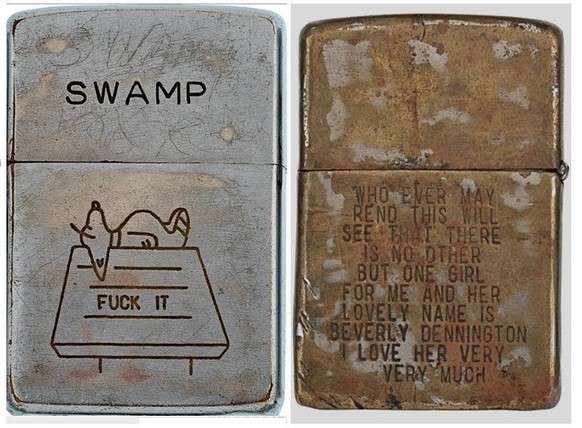 SWAMP
FUCK IT
WHO EVER MAY
REND THIS WILL
SEE THAT THERE
IS NO OTHER
BUT ONE GIRL
FOR ME AND HER
LOVELY NAME IS
BEVERLY DENNINGTON
I LOVE HER VERY
VERY MUCH